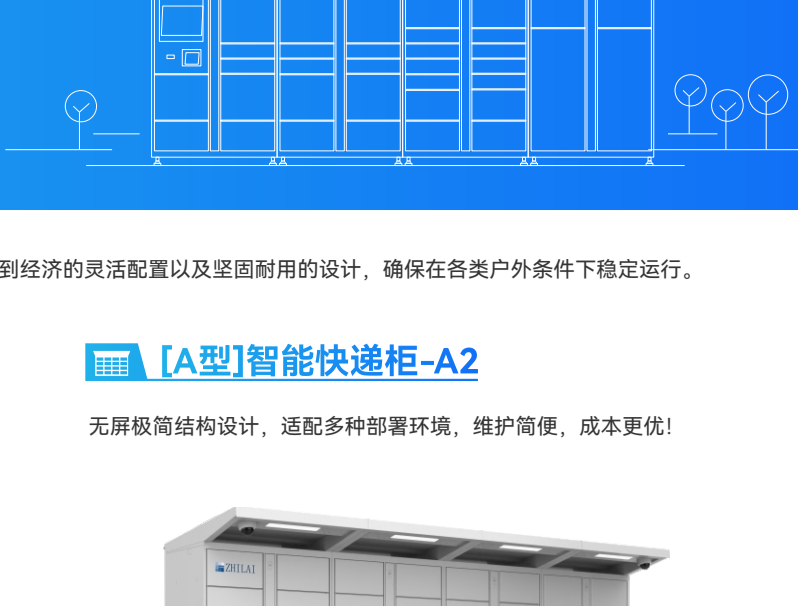 到经济的灵活配置以及坚固耐用的设计，确保在各类户外条件下稳定运行。
[A型]智能快递柜-A2
无屏极简结构设计，适配多种部署环境，维护简便，成本更优！
ZHILAI